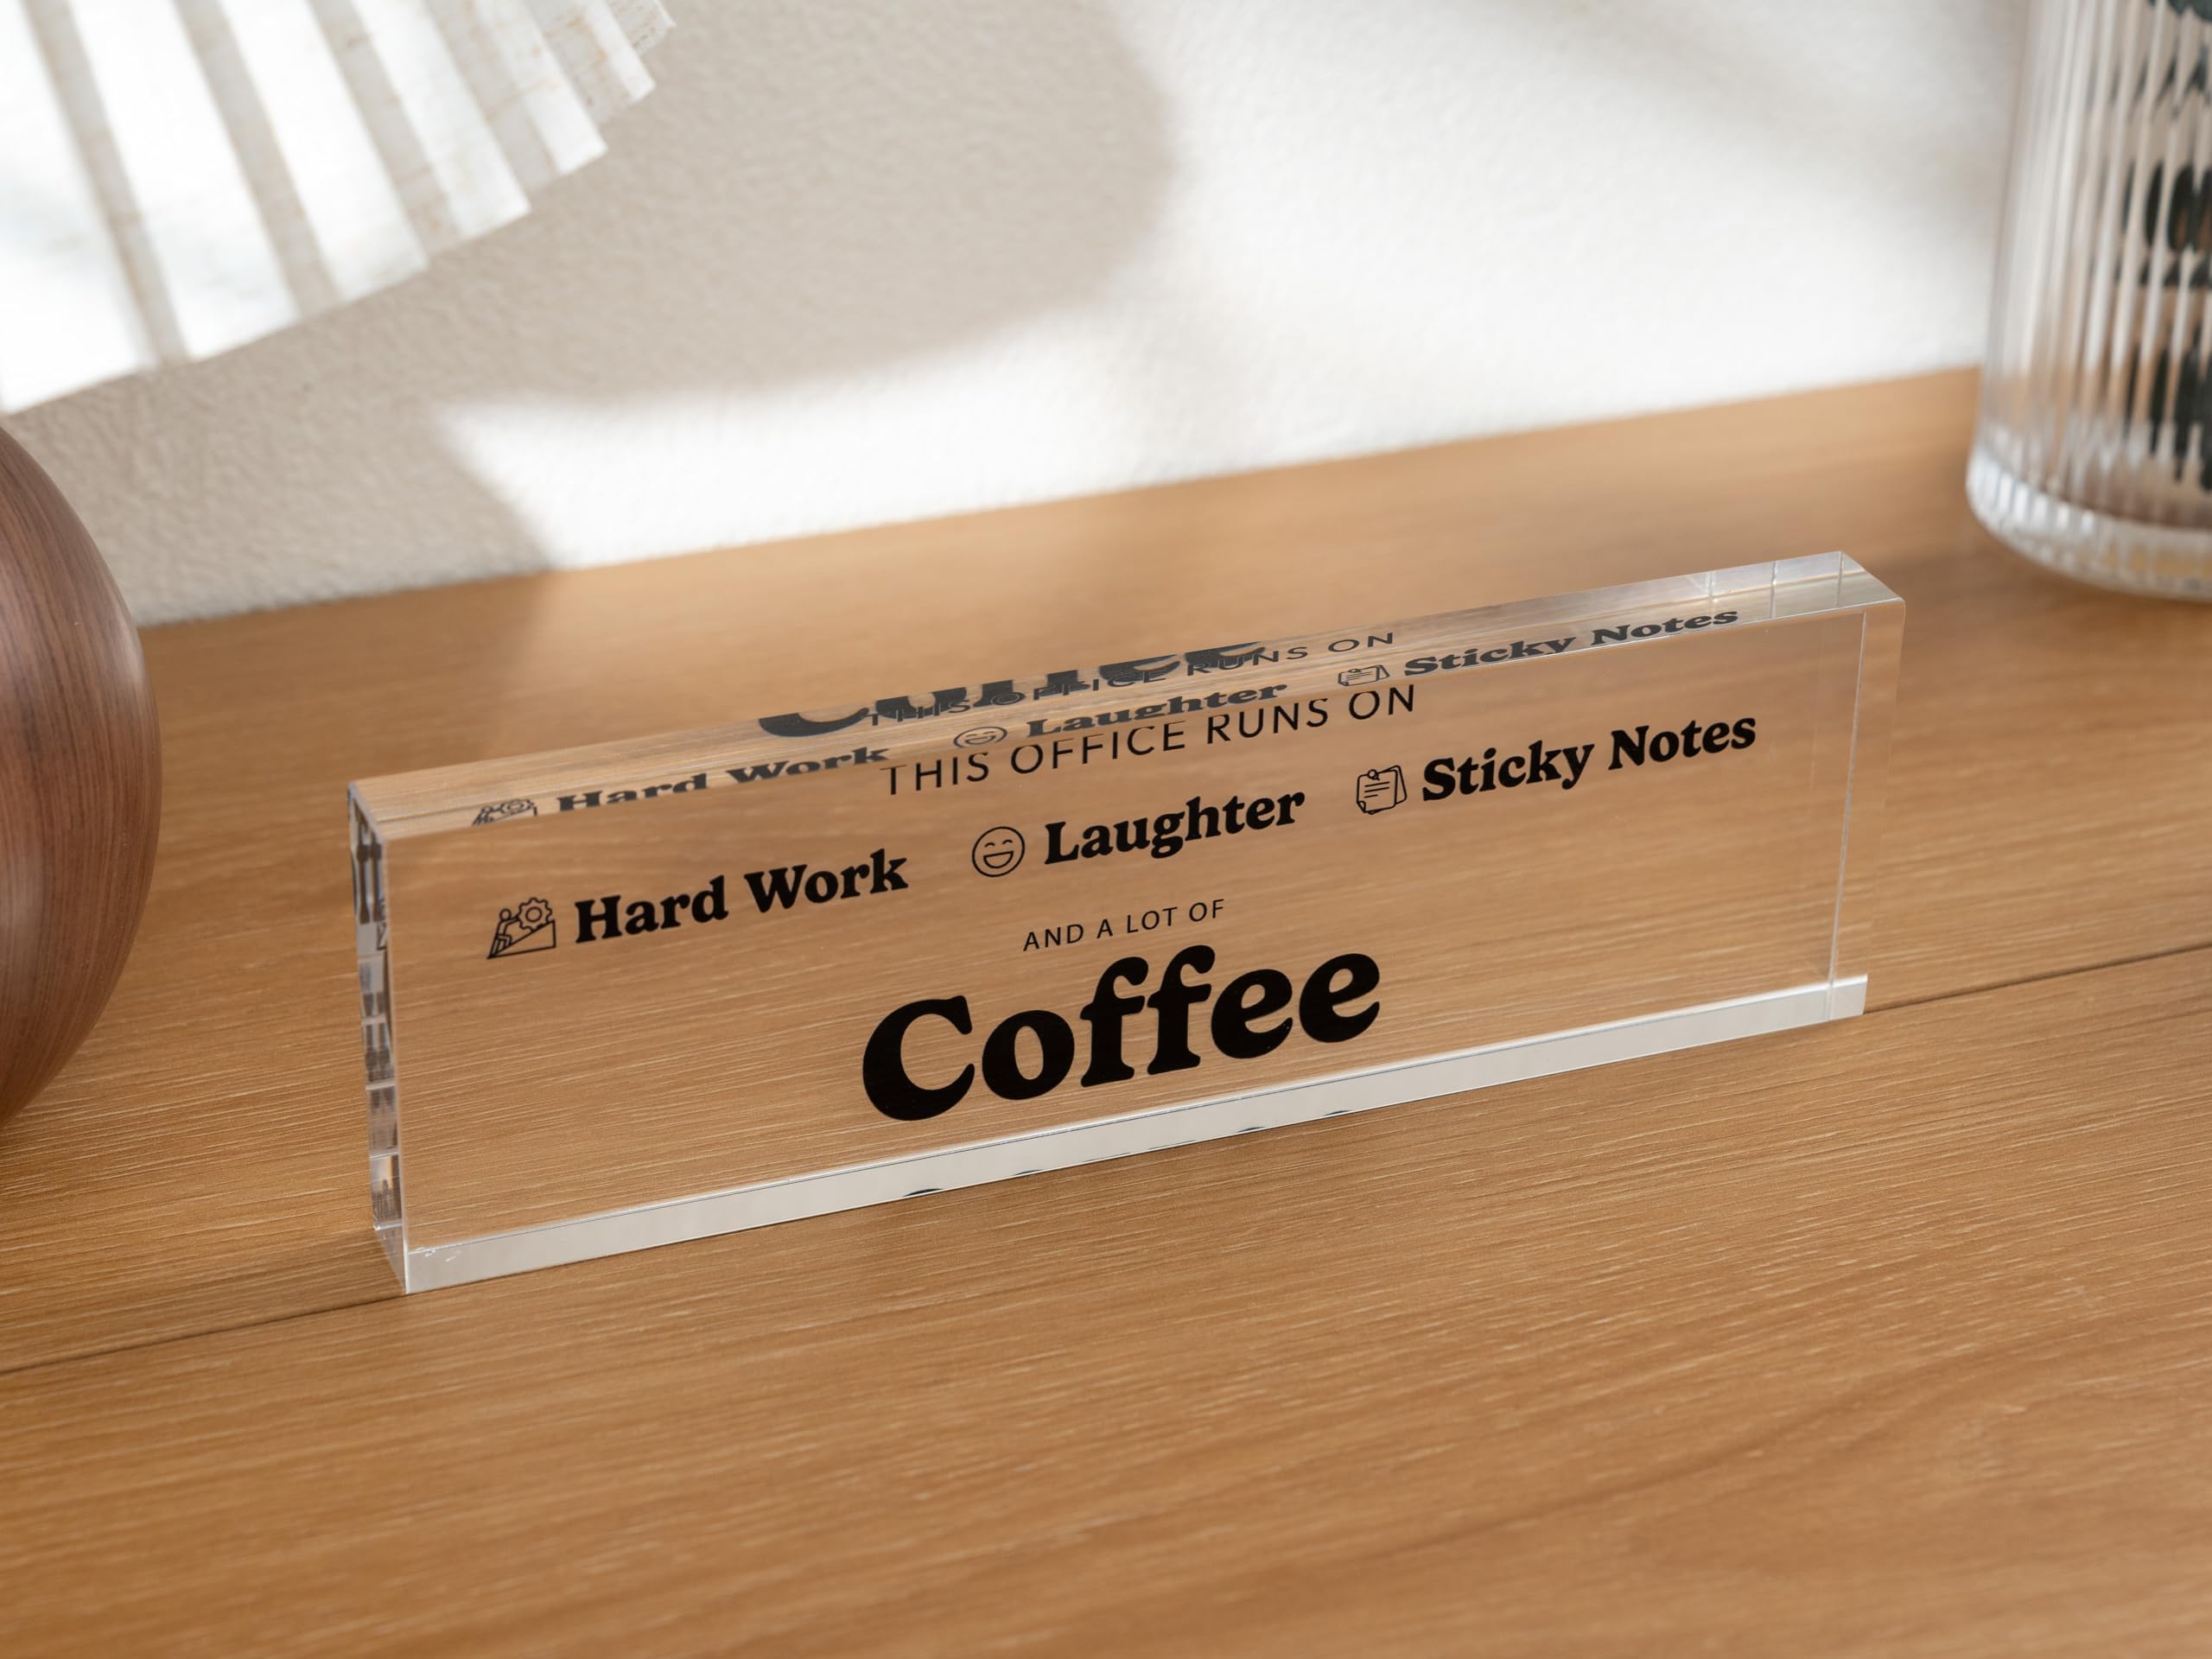 THIS OFFICE RUNS ON
Hard Work Laughter Sticky Notes
AND A LOT OF
Coffee